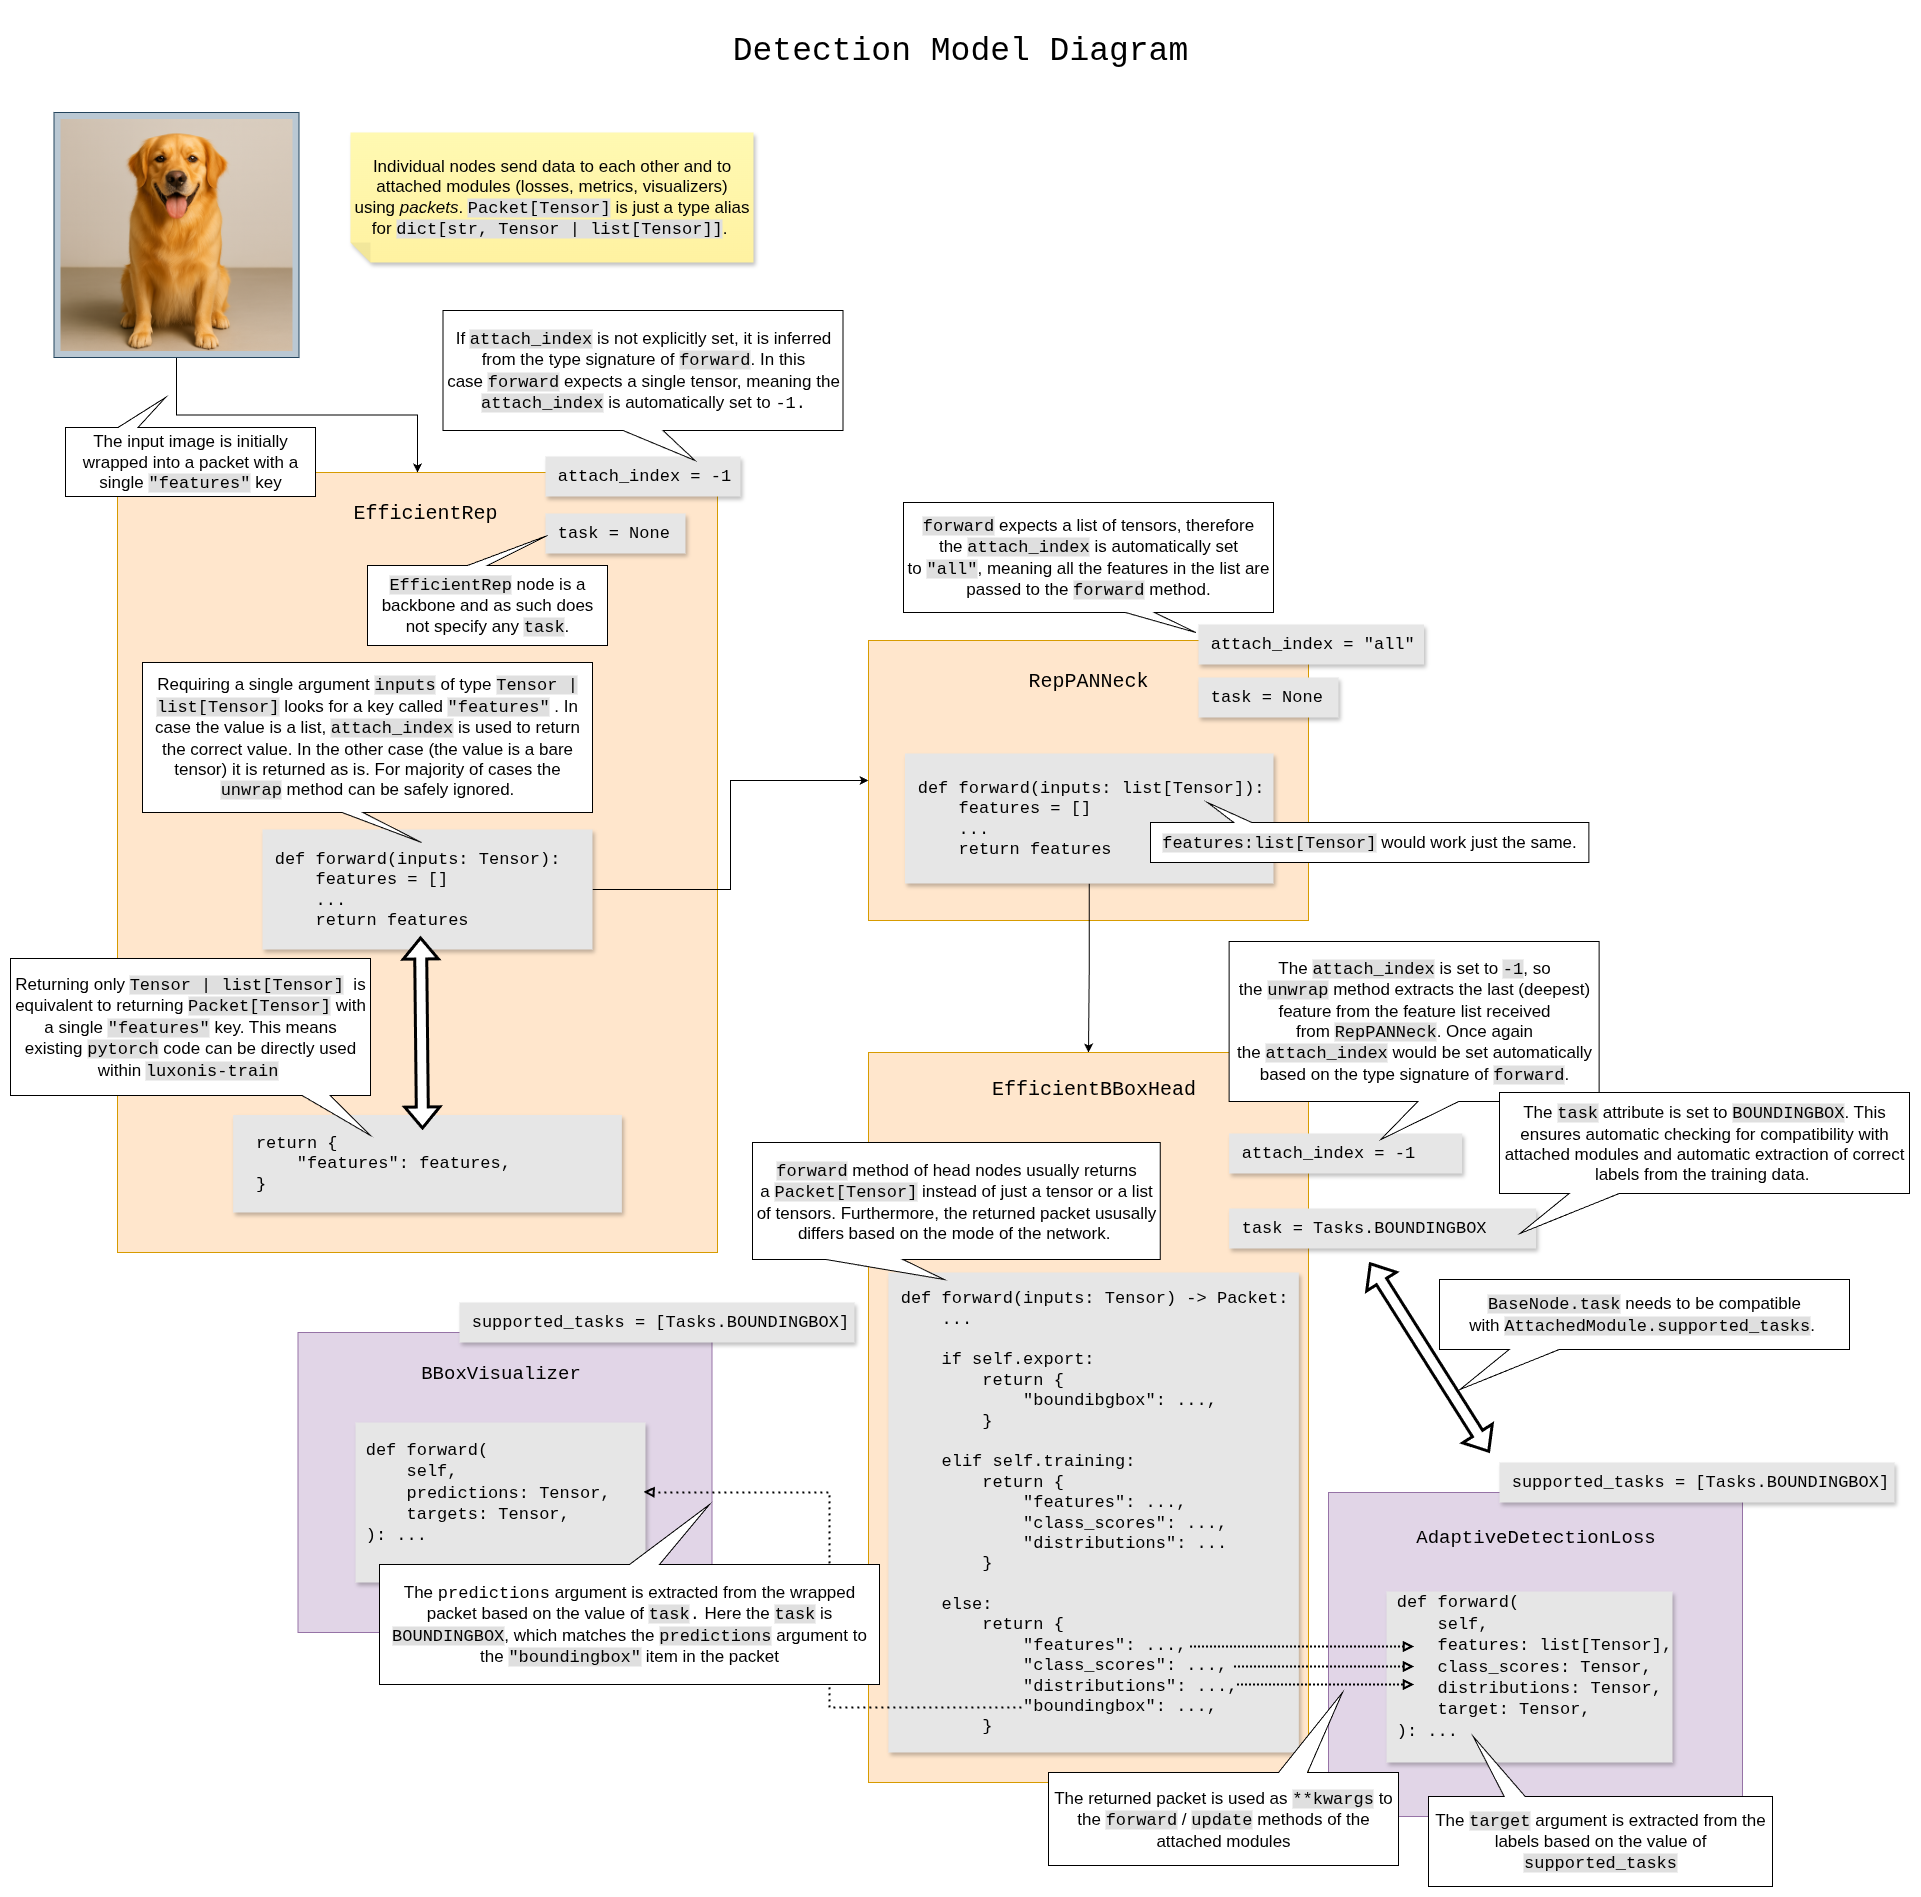 Detection Model Diagram
Individual nodes send data to each other and to
attached modules (losses, metrics, visualizers)
using packets. Packet[Tensor] is just a type alias
for dict[str, Tensor | list[Tensor]].
If attach_index is not explicitly set, it is inferred
from the type signature of forward. In this
case forward expects a single tensor, meaning the
attach_index is automatically set to -1.
The input image is initially
wrapped into a packet with a
single "features" key
attach_index = -1
EfficientRep
task = None
EfficientRep node is a
backbone and as such does
not specify any task.
Requiring a single argument inputs of type Tensor |
list[Tensor] looks for a key called "features" . In
case the value is a list, attach_index is used to return
the correct value. In the other case (the value is a bare
tensor) it is returned as is. For majority of cases the
unwrap method can be safely ignored.
def forward(inputs: Tensor):
features = []
...
return features
Returning only Tensor | list[Tensor] is
equivalent to returning Packet[Tensor] with
a single "features" key. This means
existing pytorch code can be directly used
within luxonis-train
return {
"features": features,
}
forward expects a list of tensors, therefore
the attach_index is automatically set
to "all", meaning all the features in the list are
passed to the forward method.
attach_index = "all"
RepPANNeck
task = None
def forward(inputs: list[Tensor]):
features = []
...
return features
features:list[Tensor] would work just the same.
The attach_index is set to -1, so
the unwrap method extracts the last (deepest)
feature from the feature list received
from RepPANNeck. Once again
the attach_index would be set automatically
based on the type signature of forward.
EfficientBBoxHead
The task attribute is set to BOUNDINGBOX. This
ensures automatic checking for compatibility with
attached modules and automatic extraction of correct
labels from the training data.
attach_index = -1
forward method of head nodes usually returns
a Packet[Tensor] instead of just a tensor or a list
of tensors. Furthermore, the returned packet ususally
differs based on the mode of the network.
task = Tasks.BOUNDINGBOX
BaseNode.task needs to be compatible
with AttachedModule.supported_tasks.
def forward(inputs: Tensor) -> Packet:
...
if self.export:
return {
"boundibgbox": ...,
}
elif self.training:
return {
"features": ...,
"class_scores": ...,
"distributions": ...
}
else:
return {
"features": ...,
"class_scores": ...,
"distributions": ...,
"boundingbox": ...,
}
supported_tasks = [Tasks.BOUNDINGBOX]
BBoxVisualizer
def forward(
self,
predictions: Tensor,
targets: Tensor,
): ...
The predictions argument is extracted from the wrapped
packet based on the value of task. Here the task is
BOUNDINGBOX, which matches the predictions argument to
the "boundingbox" item in the packet
supported_tasks = [Tasks.BOUNDINGBOX]
AdaptiveDetectionLoss
def forward(
self,
features: list[Tensor],
class_scores: Tensor,
distributions: Tensor,
target: Tensor,
): ...
The returned packet is used as **kwargs to
the forward / update methods of the
attached modules
The target argument is extracted from the
labels based on the value of
supported_tasks